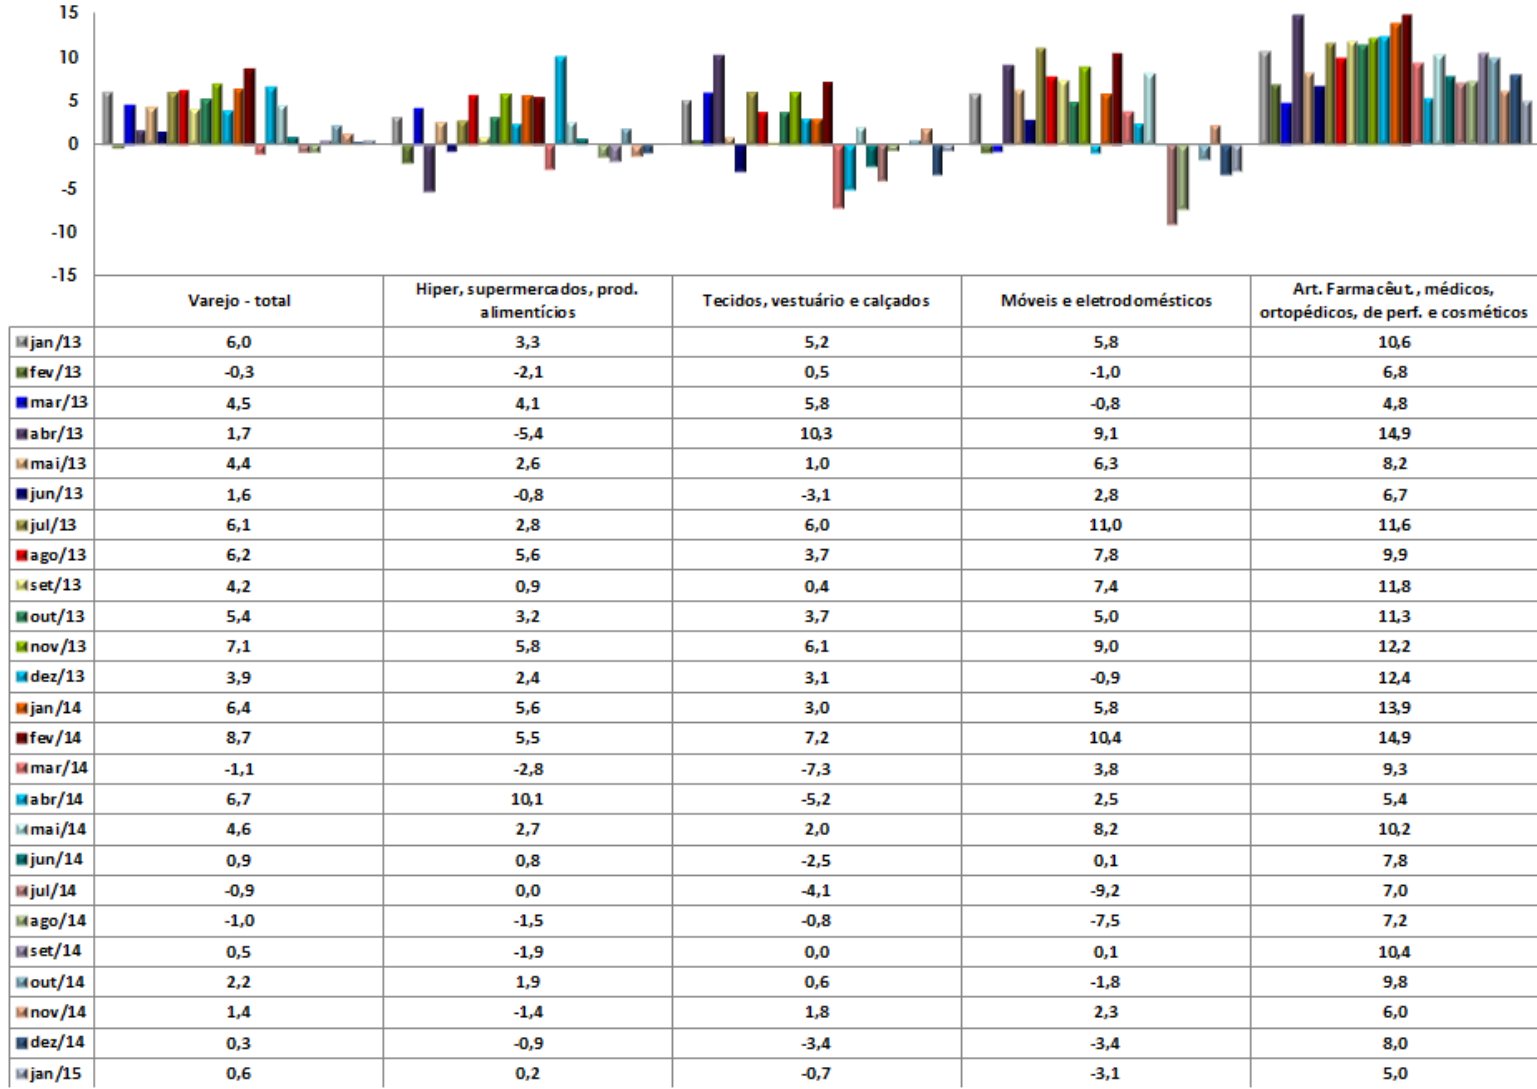 15
10
5
0
-5
-10
-15
Varejo - total Hiper, supermercados, prod. alimentícios Tecidos, vestuário e calçados Móveis e eletrodomésticos Art. Farmacêut., médicos, ortopédicos, de perf. e cosméticos
jan/13 6,0 3,3 5,2 5,8 10,6
fev/13 -0,3 -2,1 0,5 -1,0 6,8
mar/13 4,5 4,1 5,8 -0,8 4,8
abr/13 1,7 -5,4 10,3 9,1 14,9
mai/13 4,4 2,6 1,0 6,3 8,2
jun/13 1,6 -0,8 -3,1 2,8 6,7
jul/13 6,1 2,8 6,0 11,0 11,6
ago/13 6,2 5,6 3,7 7,8 9,9
set/13 4,2 0,9 0,4 7,4 11,8
out/13 5,4 3,2 3,7 5,0 11,3
nov/13 7,1 5,8 6,1 9,0 12,2
dez/13 3,9 2,4 3,1 -0,9 12,4
jan/14 6,4 5,6 3,0 5,8 13,9
fev/14 8,7 5,5 7,2 10,4 14,9
mar/14 -1,1 -2,8 -7,3 3,8 9,3
abr/14 6,7 10,1 -5,2 2,5 5,4
mai/14 4,6 2,7 2,0 8,2 10,2
jun/14 0,9 0,8 -2,5 0,1 7,8
jul/14 -0,9 0,0 -4,1 -9,2 7,0
ago/14 -1,0 -1,5 -0,8 -7,5 7,2
set/14 0,5 -1,9 0,0 0,1 10,4
out/14 2,2 1,9 0,6 -1,8 9,8
nov/14 1,4 -1,4 1,8 2,3 6,0
dez/14 0,3 -0,9 -3,4 -3,4 8,0
jan/15 0,6 0,2 -0,7 -3,1 5,0